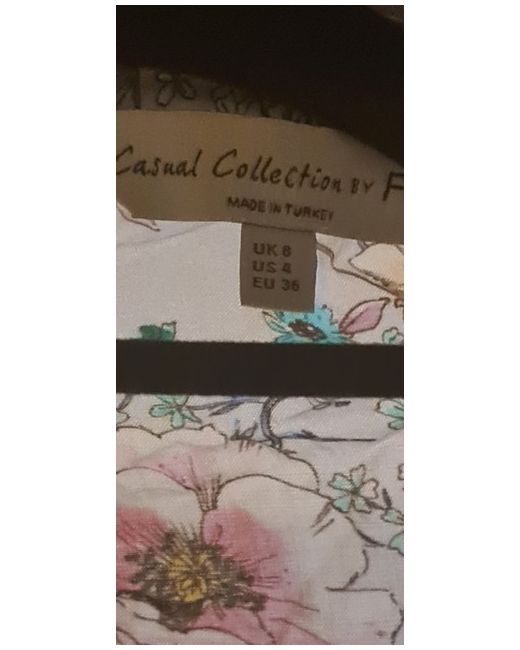 Casual Collection BY F
MADE IN TURKEY
UK 8
US 4
EU 36